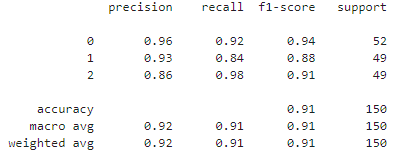 precision recall f1-score support
0 0.96 0.92 0.94 52
1 0.93 0.84 0.88 49
2 0.86 0.98 0.91 49
accuracy 0.91 150
macro avg 0.92 0.91 0.91 150
weighted avg 0.92 0.91 0.91 150